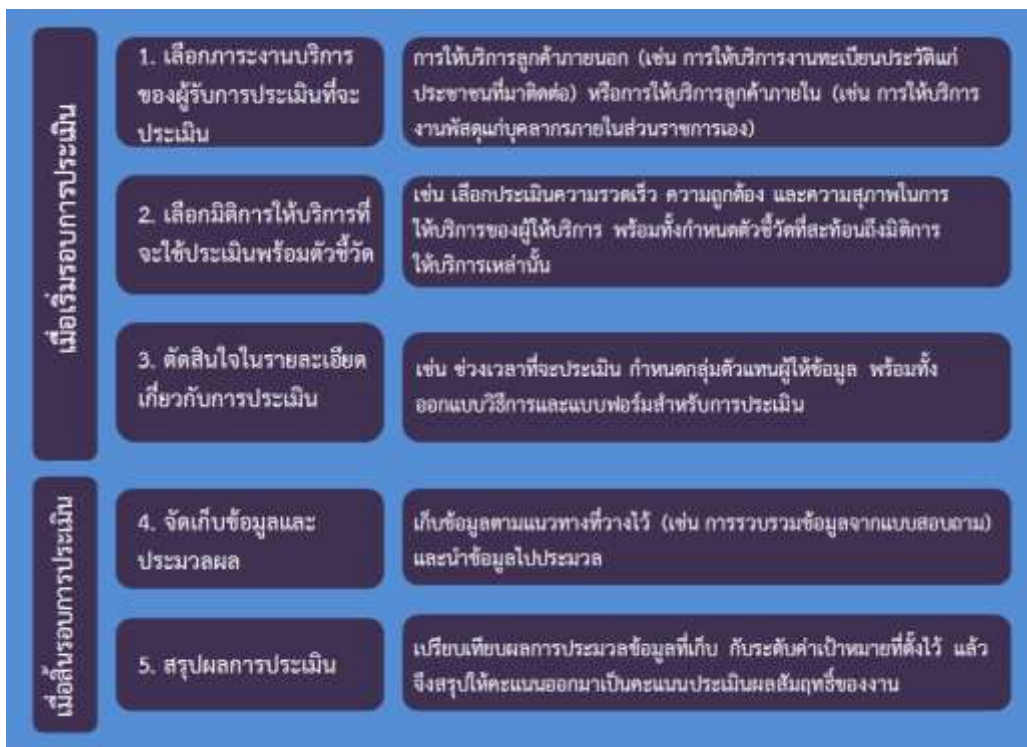 เมื่อเริ่มรอบการประเมิน
1. เลือกภาระงานบริการ
ของผู้รับการประเมินที่จะ
ประเมิน
การให้บริการลูกค้าภายนอก (เช่น การให้บริการงานทะเบียนประวัติแก่
ประชาชนที่มาติดต่อ) หรือการให้บริการลูกค้าภายใน (เช่น การให้บริการ
งานพัสดุแก่บุคลากรภายในส่วนราชการเอง)
2. เลือกมิติการให้บริการที่
จะใช้ประเมินพร้อมตัวชี้วัด
เช่น เลือกประเมินความรวดเร็ว ความถูกต้อง และความสุภาพในการ
ให้บริการของผู้ให้บริการ พร้อมทั้งกำหนดตัวชี้วัดที่สะท้อนถึงมิติการ
ให้บริการเหล่านั้น
3. ตัดสินใจในรายละเอียด
เกี่ยวกับการประเมิน
เช่น ช่วงเวลาที่จะประเมิน กำหนดกลุ่มตัวแทนผู้ให้ข้อมูล พร้อมทั้ง
ออกแบบวิธีการและแบบฟอร์มสำหรับการประเมิน
เมื่อสิ้นรอบการประเมิน
4. จัดเก็บข้อมูลและ
ประมวลผล
เก็บข้อมูลตามแนวทางที่วางไว้ (เช่น การรวบรวมข้อมูลจากแบบสอบถาม)
และนำข้อมูลไปประมวล
5. สรุปผลการประเมิน
เปรียบเทียบผลการประมวลข้อมูลที่เก็บ กับระดับค่าเป้าหมายที่ตั้งไว้ แล้ว
จึงสรุปให้คะแนนออกมาเป็นคะแนนประเมินผลสัมฤทธิ์ของงาน